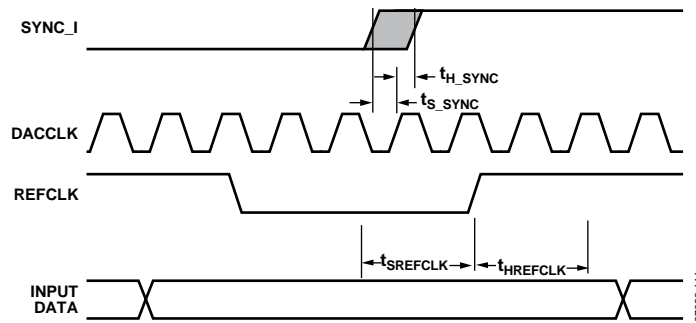 SYNC_I
tH_SYNC
tS_SYNC
DACCLK
REFCLK
tSREFCLK
tHREFCLK
INPUT
DATA